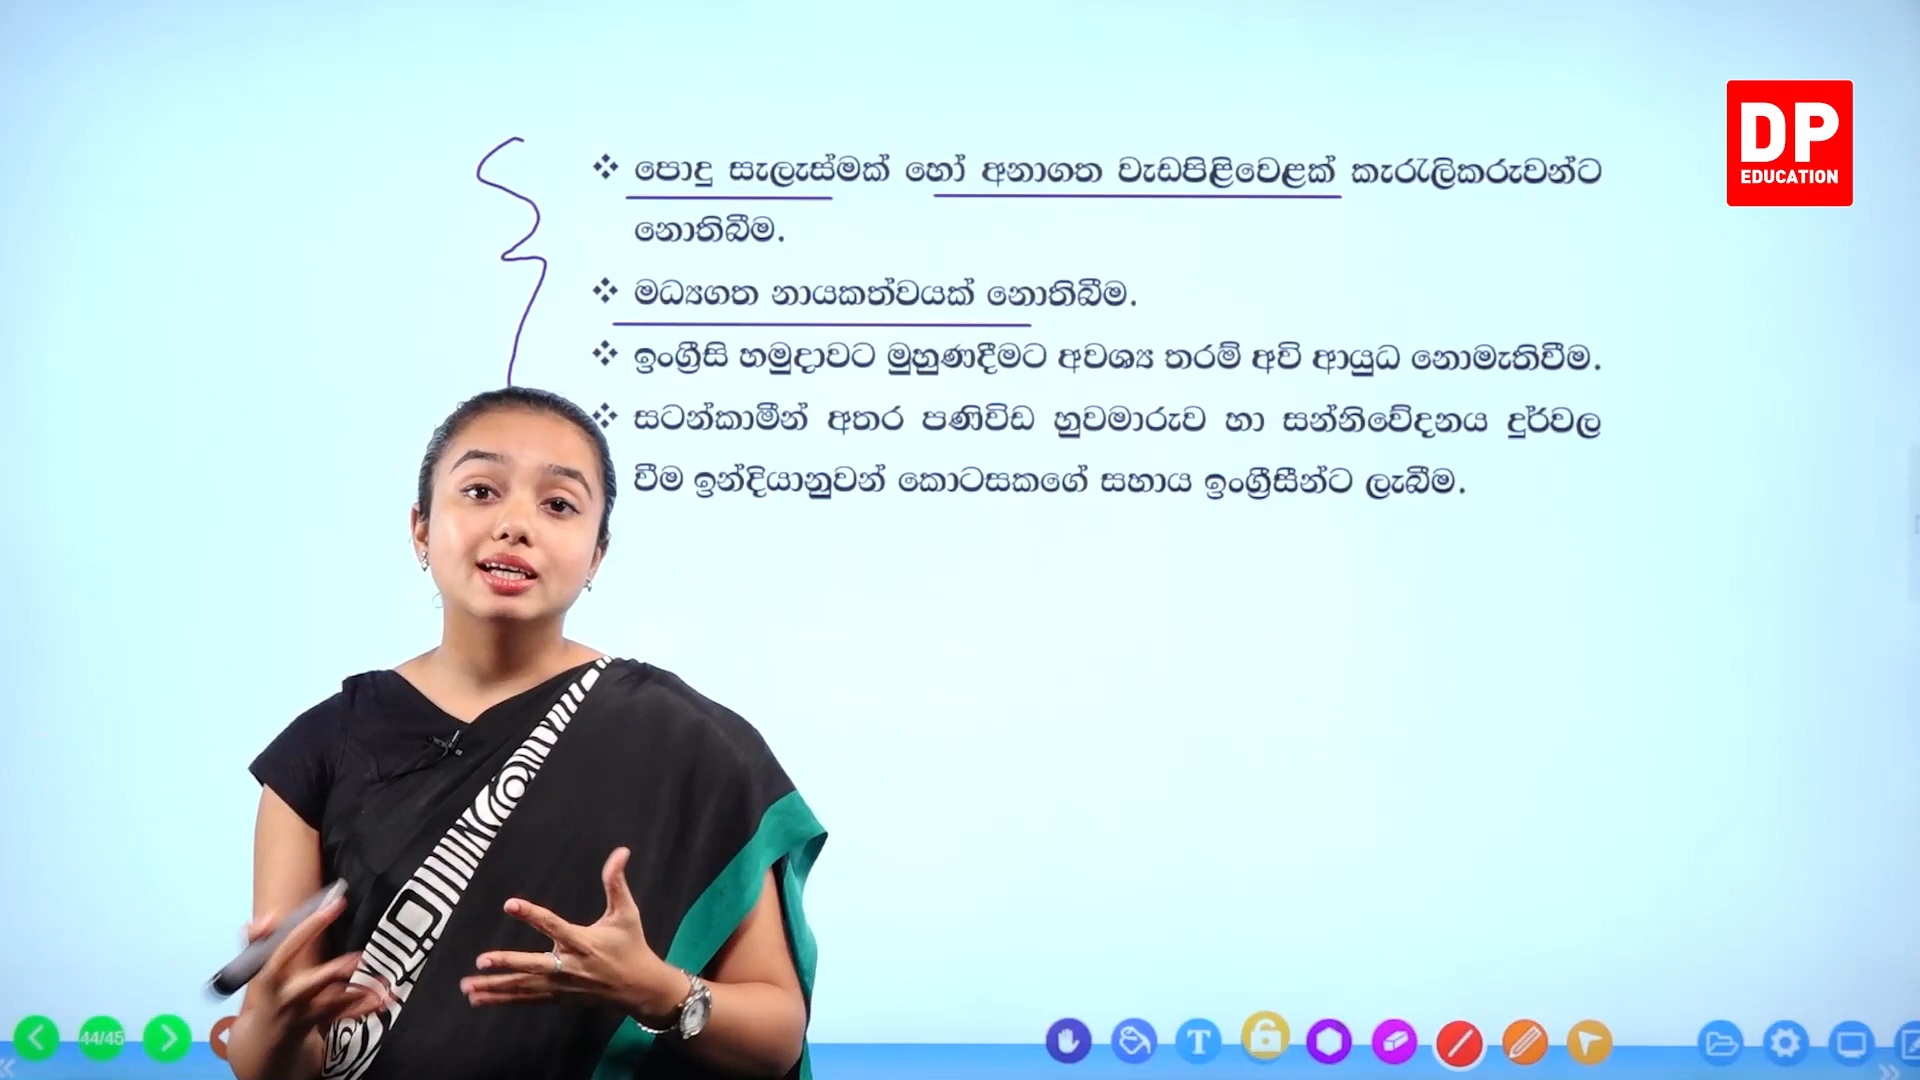 DP
EDUCATION
❖ පොදු සැලැස්මක් හෝ අනාගත වැඩපිළිවෙළක් කැරැලිකරුවන්ට
නොතිබීම.
❖ මධ්‍යගත නායකත්වයක් නොතිබීම.
❖ ඉංග්‍රීසි හමුදාවට මුහුණදීමට අවශ්‍ය තරම් අවි ආයුධ නොමැතිවීම.
❖ සටන්කාමීන් අතර පණිවිඩ හුවමාරුව හා සන්නිවේදනය දුර්වල
වීම ඉන්දියානුවන් කොටසකගේ සහාය ඉංග්‍රීසීන්ට ලැබීම.
44/45
T